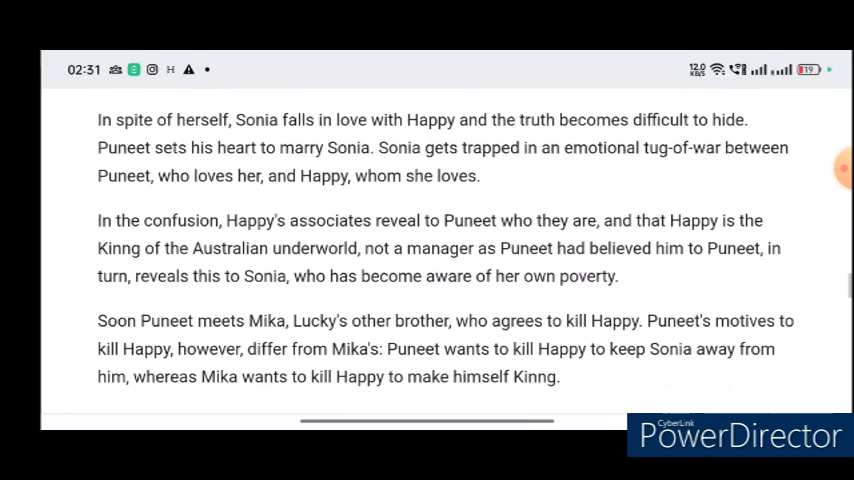 02:31 H
12.0 KB/S 19
In spite of herself, Sonia falls in love with Happy and the truth becomes difficult to hide.
Puneet sets his heart to marry Sonia. Sonia gets trapped in an emotional tug-of-war between
Puneet, who loves her, and Happy, whom she loves.
In the confusion, Happy's associates reveal to Puneet who they are, and that Happy is the
Kinng of the Australian underworld, not a manager as Puneet had believed him to Puneet, in
turn, reveals this to Sonia, who has become aware of her own poverty.
Soon Puneet meets Mika, Lucky's other brother, who agrees to kill Happy. Puneet's motives to
kill Happy, however, differ from Mika's: Puneet wants to kill Happy to keep Sonia away from
him, whereas Mika wants to kill Happy to make himself Kinng.
CyberLink
PowerDirector